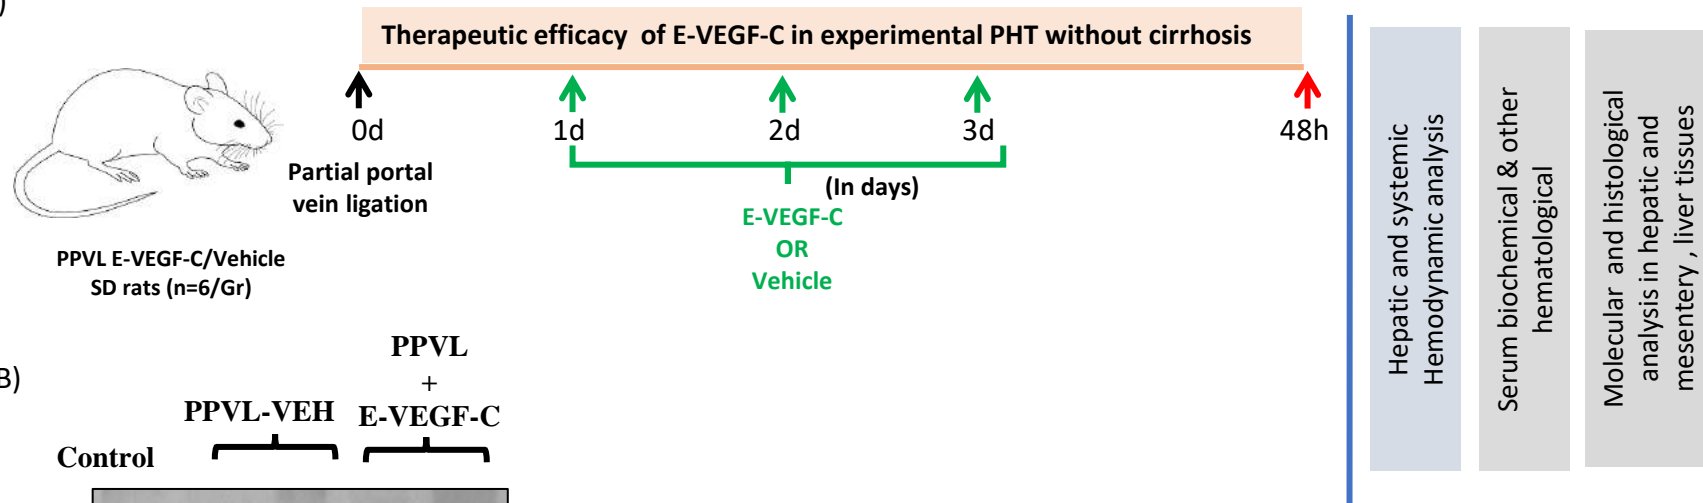 )
Therapeutic efficacy of E-VEGF-C in experimental PHT without cirrhosis
0d
1d
2d
3d
48h
Partial portal
vein ligation
(In days)
E-VEGF-C
OR
Vehicle
PPVL E-VEGF-C/Vehicle
SD rats (n=6/Gr)
Hepatic and systemic
Hemodynamic analysis
Serum biochemical & other
hematological
Molecular and histological
analysis in hepatic and
mesentery , liver tissues
B)
Control
PPVL-VEH
PPVL
+
E-VEGF-C